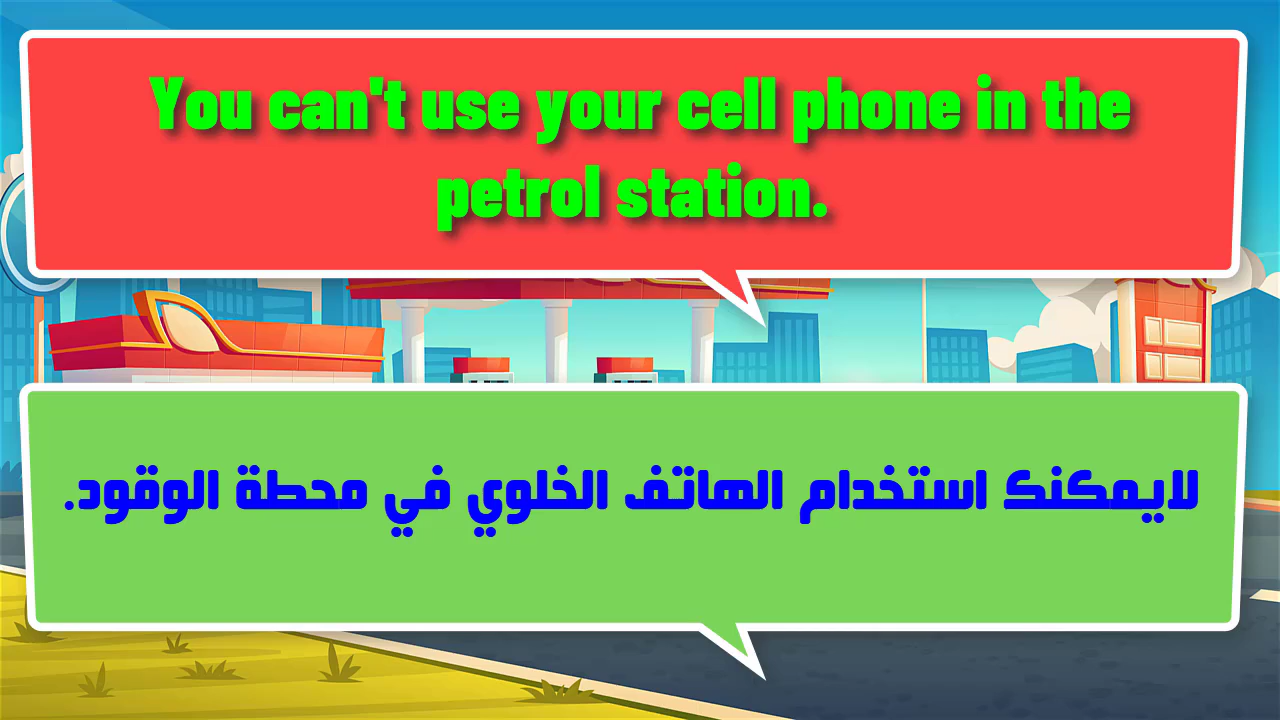 You can't use your cell phone in the
petrol station.
لايمكنك استخدام الهاتف الخلوي في محطة الوقود.